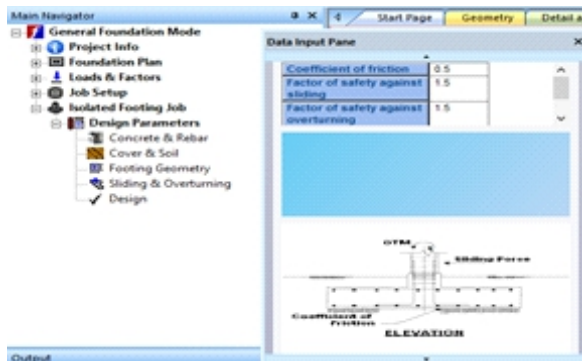 Main Navigator
General Foundation Mode
Project Info
Foundation Plan
Loads & Factors
Job Setup
Isolated Footing Job
Design Parameters
Concrete & Rebar
Cover & Soil
Footing Geometry
Sliding & Overturning
Design
Output
Start Page
Geometry
Detail a
Data Input Pane
Coefficient of friction 0.5
Factor of safety against sliding 1.5
Factor of safety against overturning 1.5
OTM
Sliding Force
Coefficient of
Friction
ELEVATION